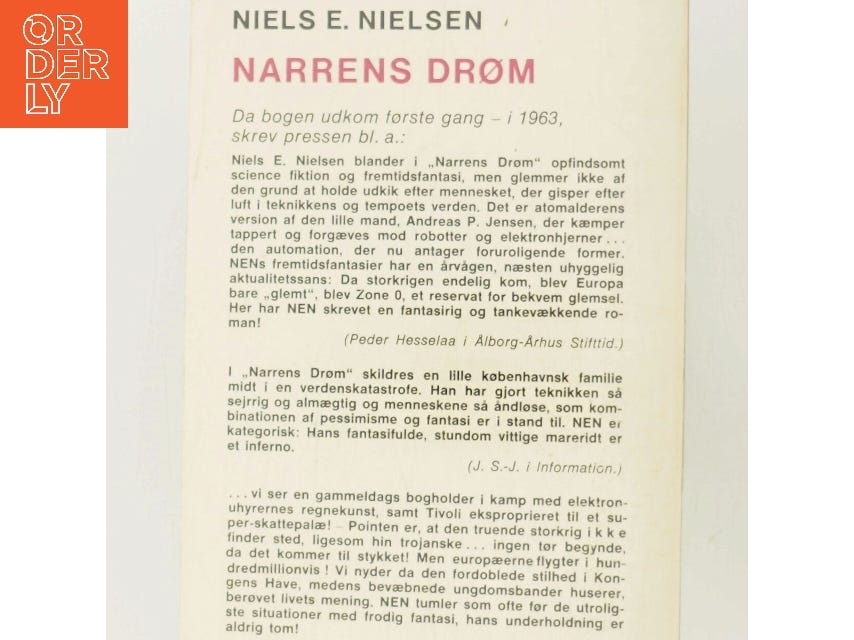 OR
DER
LY
NIELS E. NIELSEN
NARRENS DRØM
Da bogen udkom første gang – i 1963,
skrev pressen bl. a.:
Niels E. Nielsen blander i „Narrens Drøm“ opfindsomt
science fiktion og fremtidsfantasi, men glemmer ikke af
den grund at holde udkik efter mennesket, der gisper efter
luft i teknikkens og tempoets verden. Det er atomalderens
version af den lille mand, Andreas P. Jensen, der kæmper
tappert og forgæves mod robotter og elektronhjerner...
den automation, der nu antager foruroligende former.
NENs fremtidsfantasier har en årvågen, næsten uhyggelig
aktualitetssans: Da storkrigen endelig kom, blev Europa
bare „glemt“, blev Zone 0, et reservat for bekvem glemsel.
Her har NEN skrevet en fantasirig og tankevækkende ro-
man!
(Peder Hesselaa i Ålborg-Århus Stifttid.)
I „Narrens Drøm“ skildres en lille københavnsk familie
midt i en verdenskatastrofe. Han har gjort teknikken så
sejrrig og almægtig og menneskene så åndløse, som kom-
binationen af pessimisme og fantasi er i stand til. NEN er
kategorisk: Hans fantasifulde, stundom vittige mareridt er
et inferno.
(J. S.-J. i Information.)
...vi ser en gammeldags bogholder i kamp med elektron-
uhyrernes regnekunst, samt Tivoli eksproprieret til et su-
per-skattepalæ! – Pointen er, at den truende storkrig ikke
finder sted, ligesom hin trojanske... ingen tør begynde,
da det kommer til stykket! Men europæerne flygter i hun-
dredmillionvis! Vi nyder da den fordoblede stilhed i Kon-
gens Have, medens bevæbnede ungdomsbander huserer,
berøvet livets mening. NEN tumler som ofte før de utrolig-
ste situationer med frodig fantasi, hans underholdning er
aldrig tom!